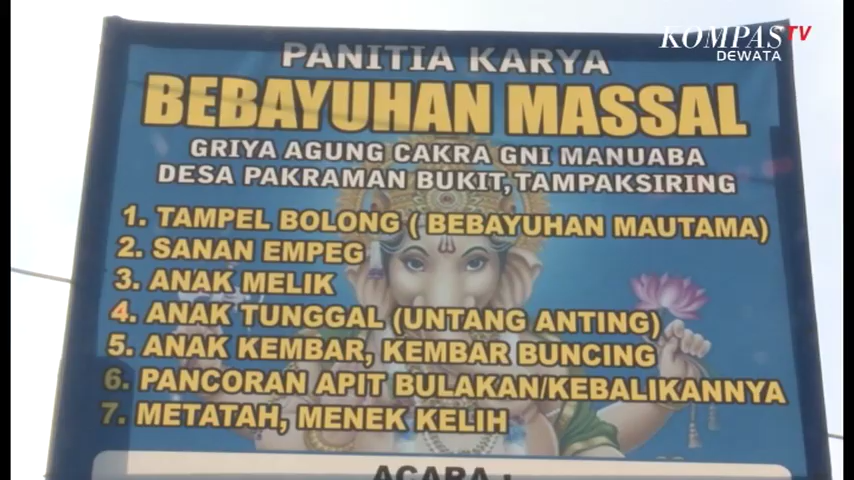 KOMPAS TV
DEWATA
PANITIA KARYA
BEBAYUHAN MASSAL
GRIYA AGUNG CAKRA GNI MANUABA
DESA PAKRAMAN BUKIT, TAMPAKSIRING
1. TAMPEL BOLONG ( BEBAYUHAN MAUTAMA)
2. SANAN EMPEG
3. ANAK MELIK
4. ANAK TUNGGAL (UNTANG ANTING)
5. ANAK KEMBAR, KEMBAR BUNCING
6. PANCORAN APIT BULAKAN/KEBALIKANNYA
7. METATAH, MENEK KELIH
ACARA :